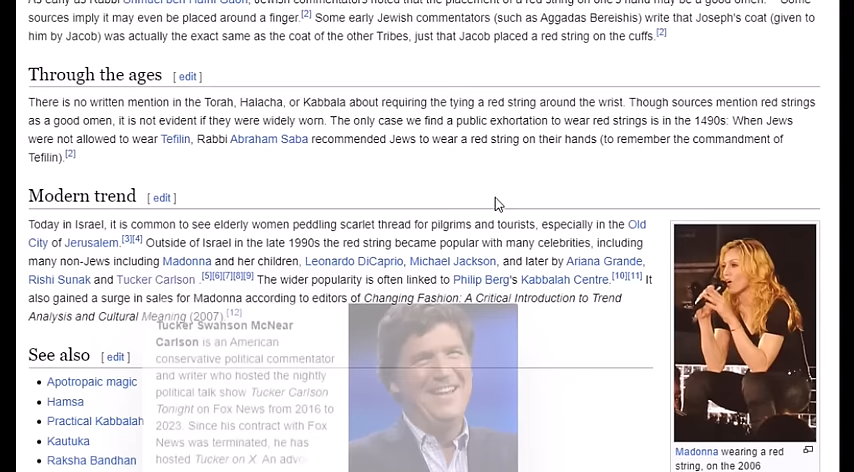 As early as Rabbi Shmuel ben Hafni Gaon, Jewish commentators noted that the placement of a red string on one's hand may be a good omen. Some
sources imply it may even be placed around a finger.[2] Some early Jewish commentators (such as Aggadas Bereishis) write that Joseph's coat (given to
him by Jacob) was actually the exact same as the coat of the other Tribes, just that Jacob placed a red string on the cuffs.[2]
Through the ages [ edit ]
There is no written mention in the Torah, Halacha, or Kabbala about requiring the tying a red string around the wrist. Though sources mention red strings
as a good omen, it is not evident if they were widely worn. The only case we find a public exhortation to wear red strings is in the 1490s: When Jews
were not allowed to wear Tefilin, Rabbi Abraham Saba recommended Jews to wear a red string on their hands (to remember the commandment of
Tefilin).[2]
Modern trend [ edit ]
Today in Israel, it is common to see elderly women peddling scarlet thread for pilgrims and tourists, especially in the Old
City of Jerusalem.[3][4] Outside of Israel in the late 1990s the red string became popular with many celebrities, including
many non-Jews including Madonna and her children, Leonardo DiCaprio, Michael Jackson, and later by Ariana Grande,
Rishi Sunak and Tucker Carlson .[5][6][7][8][9] The wider popularity is often linked to Philip Berg's Kabbalah Centre.[10][11] It
also gained a surge in sales for Madonna according to editors of Changing Fashion: A Critical Introduction to Trend
Analysis and Cultural Meaning (2007).[12]
Tucker Swanson McNear
Carlson is an American
conservative political commentator
and writer who hosted the nightly
political talk show Tucker Carlson
Tonight on Fox News from 2016 to
2023. Since his contract with Fox
News was terminated, he has
hosted Tucker on X. An
See also [ edit ]
Apotropaic magic
Hamsa
Practical Kabbalah
Kautuka
Raksha Bandhan
Madonna wearing a red
string, on the 2006